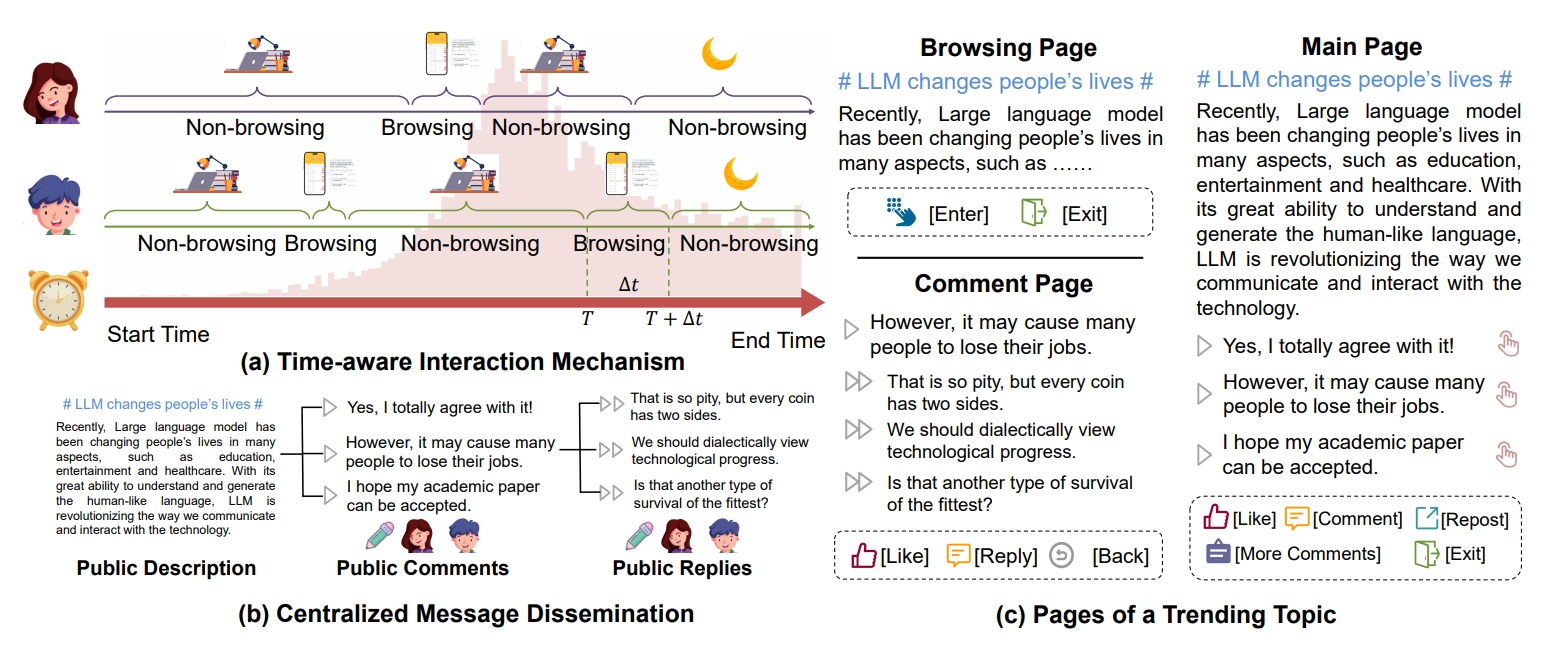 Non-browsing
Browsing
Non-browsing
Non-browsing
Non-browsing
Browsing
Non-browsing
Browsing
Non-browsing
Δt
T
T + Δt
Start Time
End Time
(a) Time-aware Interaction Mechanism
# LLM changes people's lives #
Recently, Large language model has
been changing people's lives in many
aspects, such as education,
entertainment and healthcare. With its
great ability to understand and generate
the human-like language, LLM is
revolutionizing the way we communicate
and interact with the technology.
Public Description
Yes, I totally agree with it!
However, it may cause many
people to lose their jobs.
I hope my academic paper
can be accepted.
Public Comments
That is so pity, but every coin
has two sides.
We should dialectically view
technological progress.
Is that another type of
survival of the fittest?
Public Replies
(b) Centralized Message Dissemination
Browsing Page
# LLM changes people's lives #
Recently, Large language model
has been changing people's lives in
many aspects, such as ……
[Enter] [Exit]
Comment Page
However, it may cause many
people to lose their jobs.
That is so pity, but every coin
has two sides.
We should dialectically view
technological progress.
Is that another type of survival
of the fittest?
[Like] [Reply] [Back]
Main Page
# LLM changes people's lives #
Recently, Large language model
has been changing people's lives in
many aspects, such as education,
entertainment and healthcare. With
its great ability to understand and
generate the human-like language,
LLM is revolutionizing the way we
communicate and interact with the
technology.
Yes, I totally agree with it!
However, it may cause many
people to lose their jobs.
I hope my academic paper
can be accepted.
[Like] [Comment] [Repost]
[More Comments] [Exit]
(c) Pages of a Trending Topic